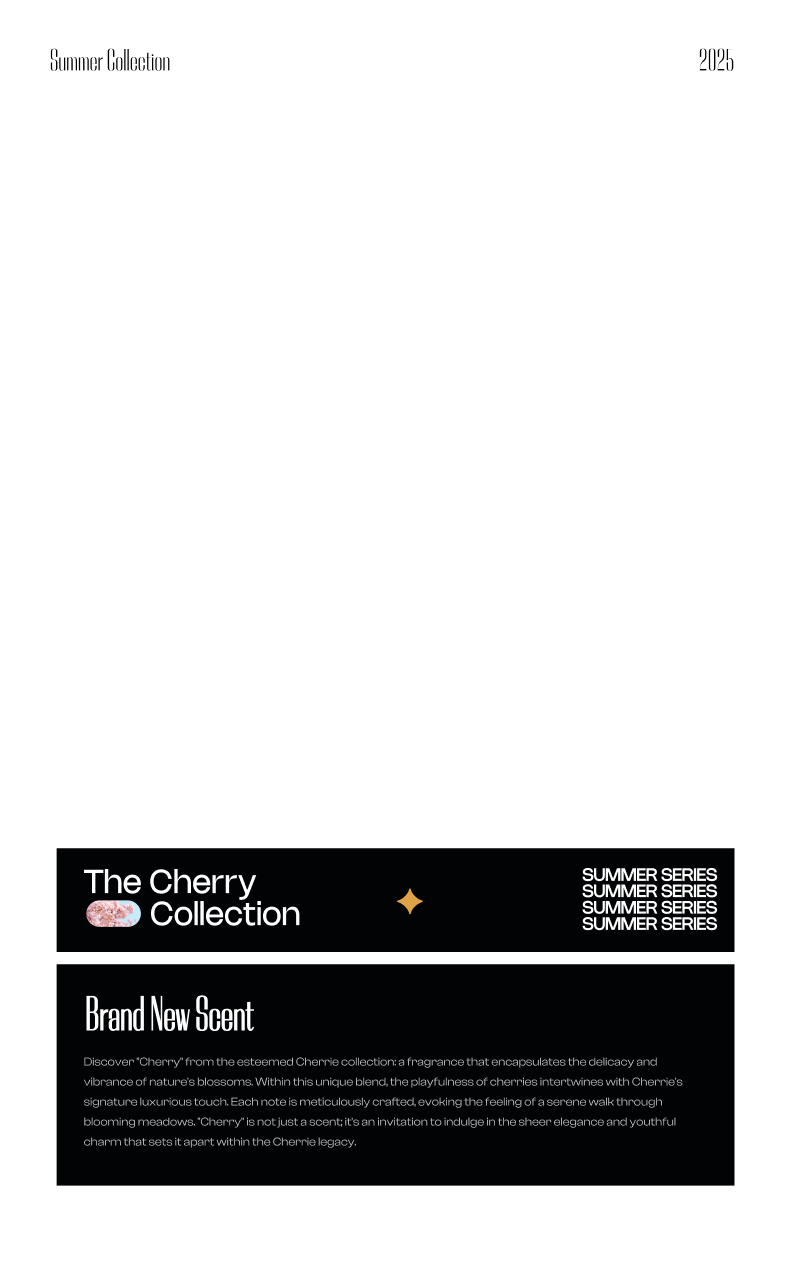 Summer Collection
2025
The Cherry
Collection
SUMMER SERIES
SUMMER SERIES
SUMMER SERIES
SUMMER SERIES
Brand New Scent
Discover "Cherry" from the esteemed Cherrie collection: a fragrance that encapsulates the delicacy and
vibrance of nature's blossoms. Within this unique blend, the playfulness of cherries intertwines with Cherrie's
signature luxurious touch. Each note is meticulously crafted, evoking the feeling of a serene walk through
blooming meadows. "Cherry" is not just a scent; it's an invitation to indulge in the sheer elegance and youthful
charm that sets it apart within the Cherrie legacy.